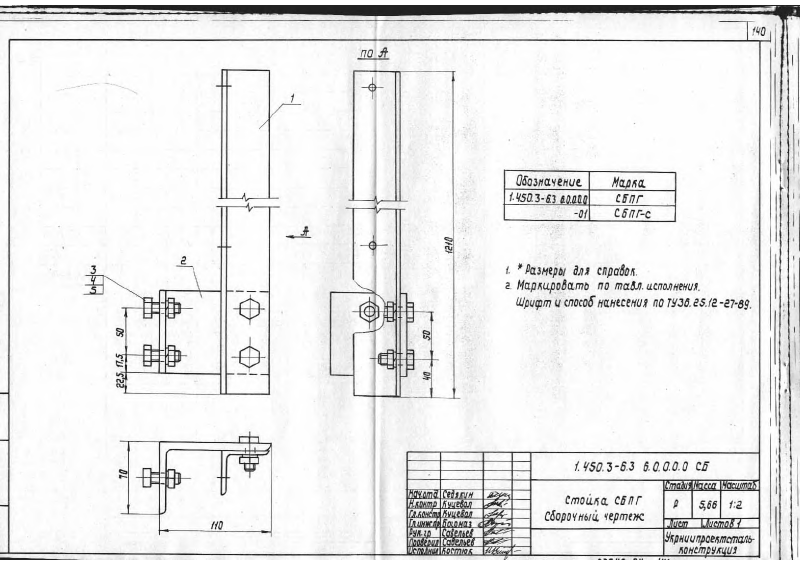 140
по А
1
А
2
3
4
5
50
17,5
22,5
1210
50
40
70
110
Обозначение Марка
1.450.3-6.3 6.0.0.0.0 СБПГ
-01 СБПГ-с
1. * Размеры для справок.
2. Маркировать по табл. исполнения.
Шрифт и способ нанесения по ТУ36.25.12-27-89.
1.450.3-6.3 6.0.0.0.0 СБ
Стойка СБПГ
Сборочный чертеж
Стадия Масса Масштаб
Р 5,66 1:2
Лист Листов 1
Укрниипроектсталь-
конструкция
Нач.отд Седякин
Н.контр Куцевол
Гл.констр Куцевол
Гл.инж.пр
Рук.гр Савельев
Проверил Савельев
Исполнил Костюк